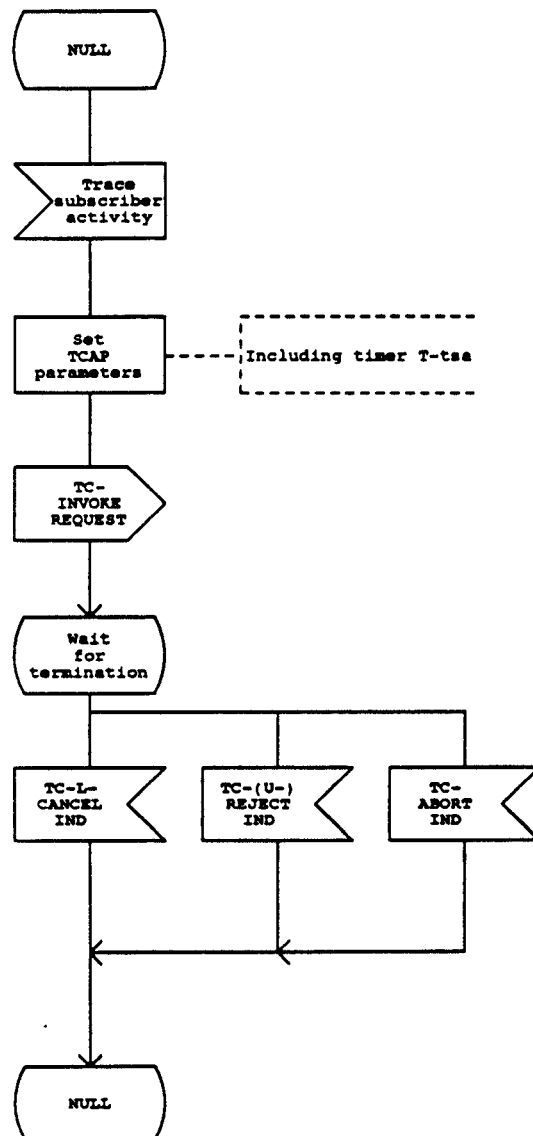 NULL
Trace
subscriber
activity
Set
TCAP
parameters
Including timer T-tsa
TC-
INVOKE
REQUEST
Wait
for
termination
TC-L-
CANCEL
IND
TC-(U-)
REJECT
IND
TC-
ABORT
IND
NULL